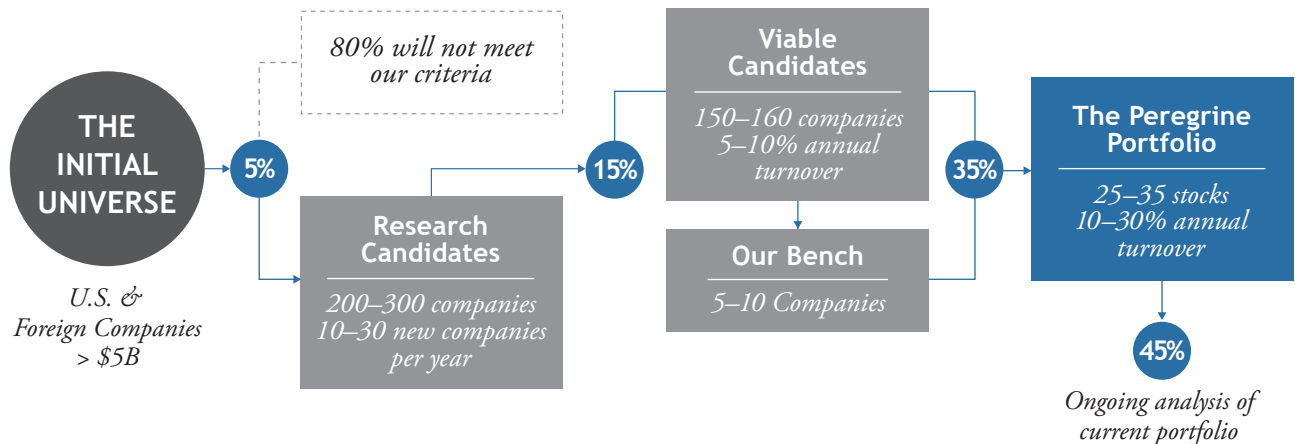 THE
INITIAL
UNIVERSE
U.S. &
Foreign Companies
> $5B
5%
80% will not meet
our criteria
Research
Candidates
200–300 companies
10–30 new companies
per year
15%
Viable
Candidates
150–160 companies
5–10% annual
turnover
Our Bench
5–10 Companies
35%
The Peregrine
Portfolio
25–35 stocks
10–30% annual
turnover
45%
Ongoing analysis of
current portfolio